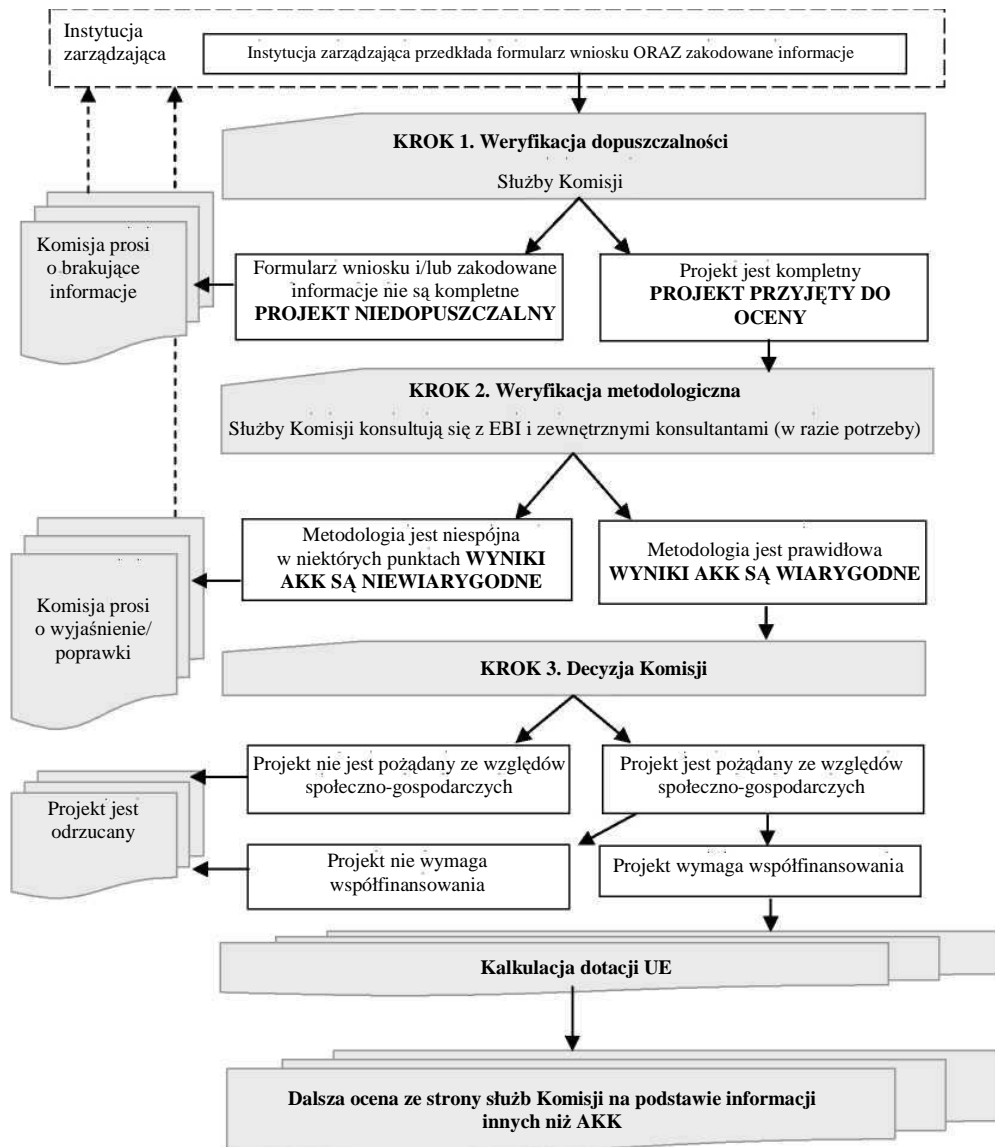 Instytucja
zarządzająca
Instytucja zarządzająca przedkłada formularz wniosku ORAZ zakodowane informacje
KROK 1. Weryfikacja dopuszczalności
Służby Komisji
Komisja prosi
o brakujące
informacje
Formularz wniosku i/lub zakodowane
informacje nie są kompletne
PROJEKT NIEDOPUSZCZALNY
Projekt jest kompletny
PROJEKT PRZYJĘTY DO
OCENY
KROK 2. Weryfikacja metodologiczna
Służby Komisji konsultują się z EBI i zewnętrznymi konsultantami (w razie potrzeby)
Komisja prosi
o wyjaśnienie/
poprawki
Metodologia jest niespójna
w niektórych punktach WYNIKI
AKK SĄ NIEWIARYGODNE
Metodologia jest prawidłowa
WYNIKI AKK SĄ WIARYGODNE
KROK 3. Decyzja Komisji
Projekt nie jest pożądany ze względów
społeczno-gospodarczych
Projekt jest pożądany ze względów
społeczno-gospodarczych
Projekt jest
odrzucany
Projekt nie wymaga
współfinansowania
Projekt wymaga współfinansowania
Kalkulacja dotacji UE
Dalsza ocena ze strony służb Komisji na podstawie informacji
innych niż AKK